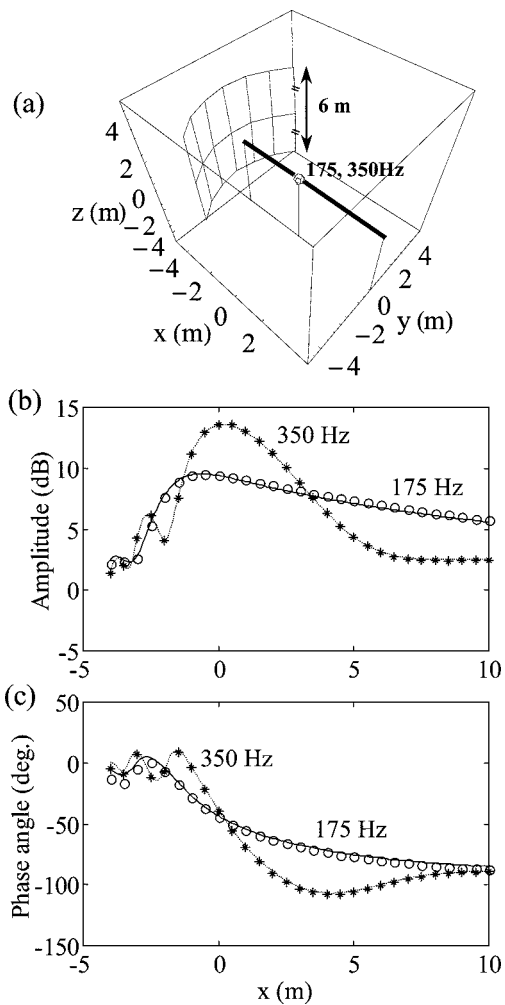 (a)
6 m
175, 350Hz
4
2
0
−2
−4
z (m)
−4
−2
0
2
x (m)
4
2
0
−2
−4
y (m)
(b)
15
10
5
0
-5
Amplitude (dB)
350 Hz
175 Hz
-5
0
5
10
(c)
50
0
-50
-100
-150
Phase angle (deg.)
350 Hz
175 Hz
-5
0
5
10
x (m)